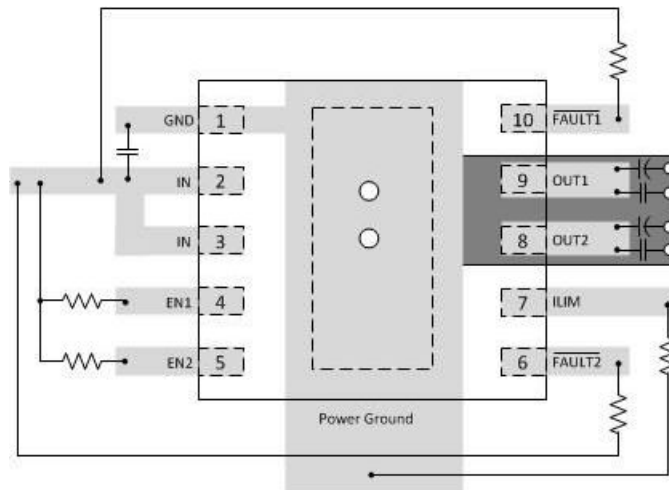 GND 1 10 FAULT1
IN 2 9 OUT1
IN 3 8 OUT2
EN1 4 7 ILIM
EN2 5 6 FAULT2
Power Ground